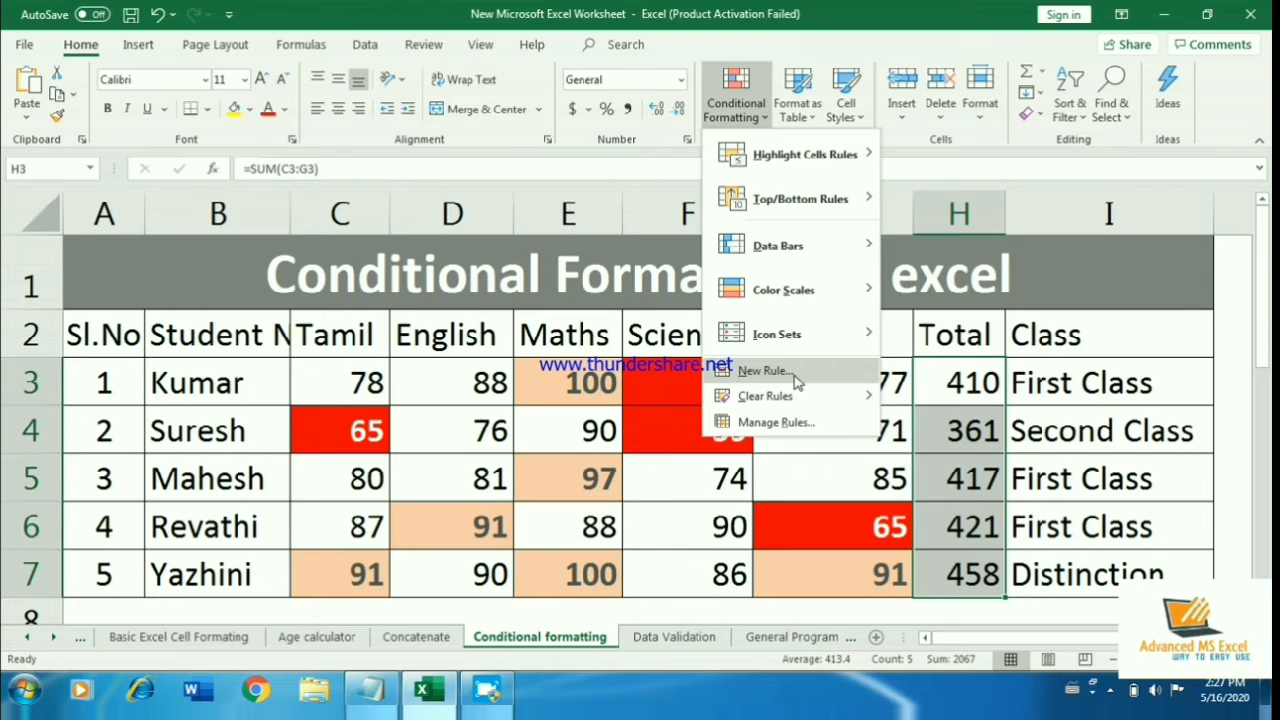 AutoSave Off New Microsoft Excel Worksheet - Excel (Product Activation Failed) Sign in
File Home Insert Page Layout Formulas Data Review View Help Search Share Comments
Paste Calibri 11 A A Wrap Text General Conditional Formatting Format as Table Cell Styles Insert Delete Format Sort & Filter Find & Select Ideas
B I U A Merge & Center $ % ,
Clipboard Font Alignment Number Cells Editing Ideas
H3 fx =SUM(C3:G3)
Highlight Cells Rules
Top/Bottom Rules
Data Bars
Color Scales
Icon Sets
New Rule...
Clear Rules
Manage Rules...
A B C D E F H I
1 Conditional Forma excel
2 Sl.No Student N Tamil English Maths Scien Total Class
www.thundershare.net
3 1 Kumar 78 88 100 77 410 First Class
4 2 Suresh 65 76 90 71 361 Second Class
5 3 Mahesh 80 81 97 74 85 417 First Class
6 4 Revathi 87 91 88 90 65 421 First Class
7 5 Yazhini 91 90 100 86 91 458 Distinction
8
... Basic Excel Cell Formating Age calculator Concatenate Conditional formatting Data Validation General Program ...
Ready Average: 413.4 Count: 5 Sum: 2067
Advanced MS Excel
WAY TO EASY USE
2:27 PM
5/16/2020